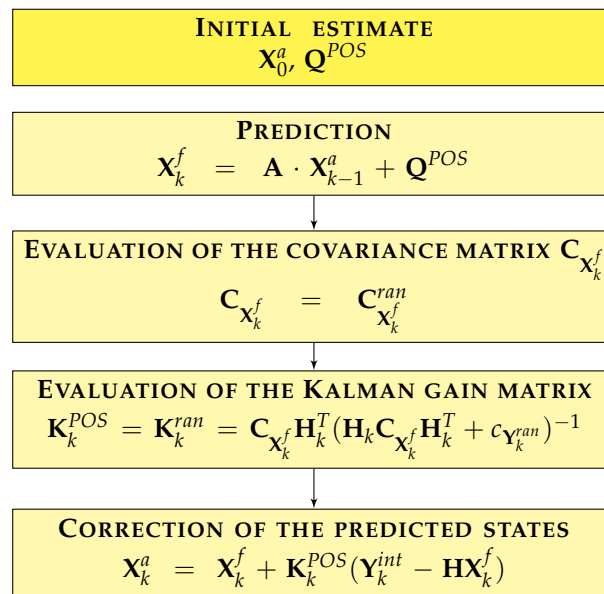 INITIAL ESTIMATE
X_0^a, Q^{POS}
PREDICTION
X_k^f = A · X_{k-1}^a + Q^{POS}
EVALUATION OF THE COVARIANCE MATRIX C_{X_k^f}
C_{X_k^f} = C_{X_k^f}^{ran}
EVALUATION OF THE KALMAN GAIN MATRIX
K_k^{POS} = K_k^{ran} = C_{X_k^f} H_k^T (H_k C_{X_k^f} H_k^T + c_{Y_k^{ran}})^{-1}
CORRECTION OF THE PREDICTED STATES
X_k^a = X_k^f + K_k^{POS} (Y_k^{int} − HX_k^f)